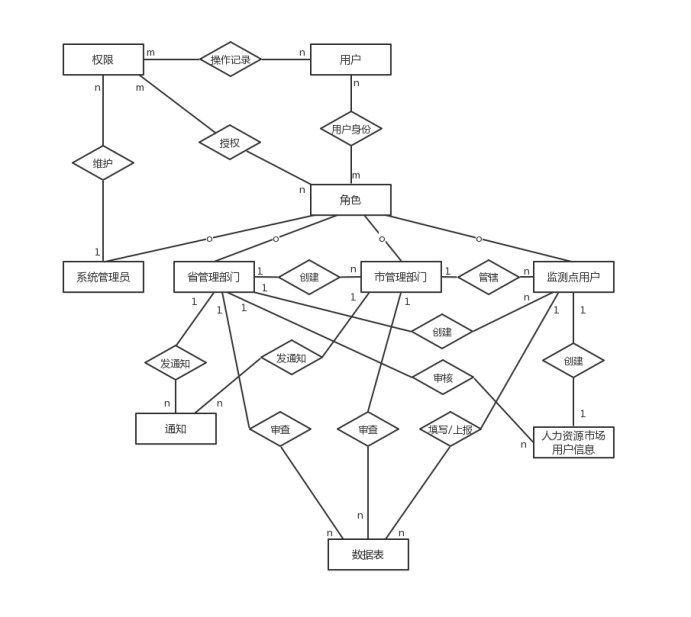 权限
m
操作记录
n
用户
n
m
n
用户身份
授权
维护
m
n
角色
1
系统管理员
省管理部门
1
创建
n
市管理部门
1
管辖
n
监测点用户
1
1
1
1
1
1
n
1
1
创建
发通知
发通知
创建
审核
n
n
1
通知
审查
审查
填写/上报
人力资源市场
用户信息
n
n
n
n
数据表